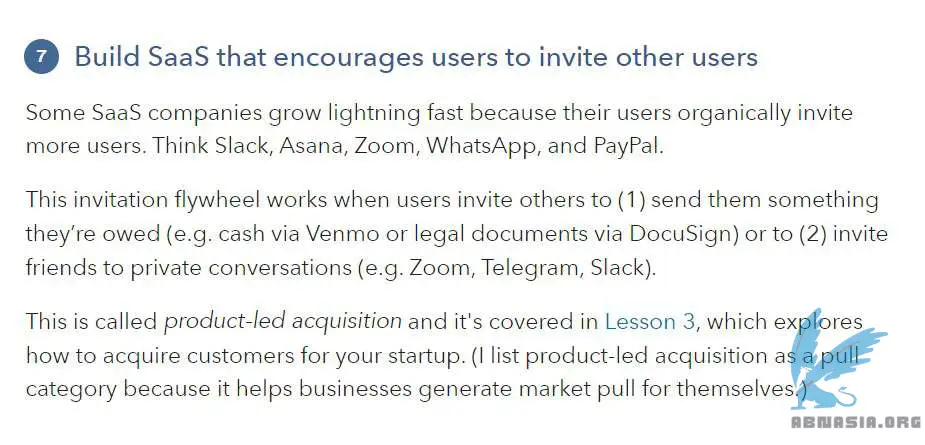 7 Build SaaS that encourages users to invite other users
Some SaaS companies grow lightning fast because their users organically invite
more users. Think Slack, Asana, Zoom, WhatsApp, and PayPal.
This invitation flywheel works when users invite others to (1) send them something
they’re owed (e.g. cash via Venmo or legal documents via DocuSign) or to (2) invite
friends to private conversations (e.g. Zoom, Telegram, Slack).
This is called product-led acquisition and it's covered in Lesson 3, which explores
how to acquire customers for your startup. (I list product-led acquisition as a pull
category because it helps businesses generate market pull for themselves.)
ABNASIA.ORG